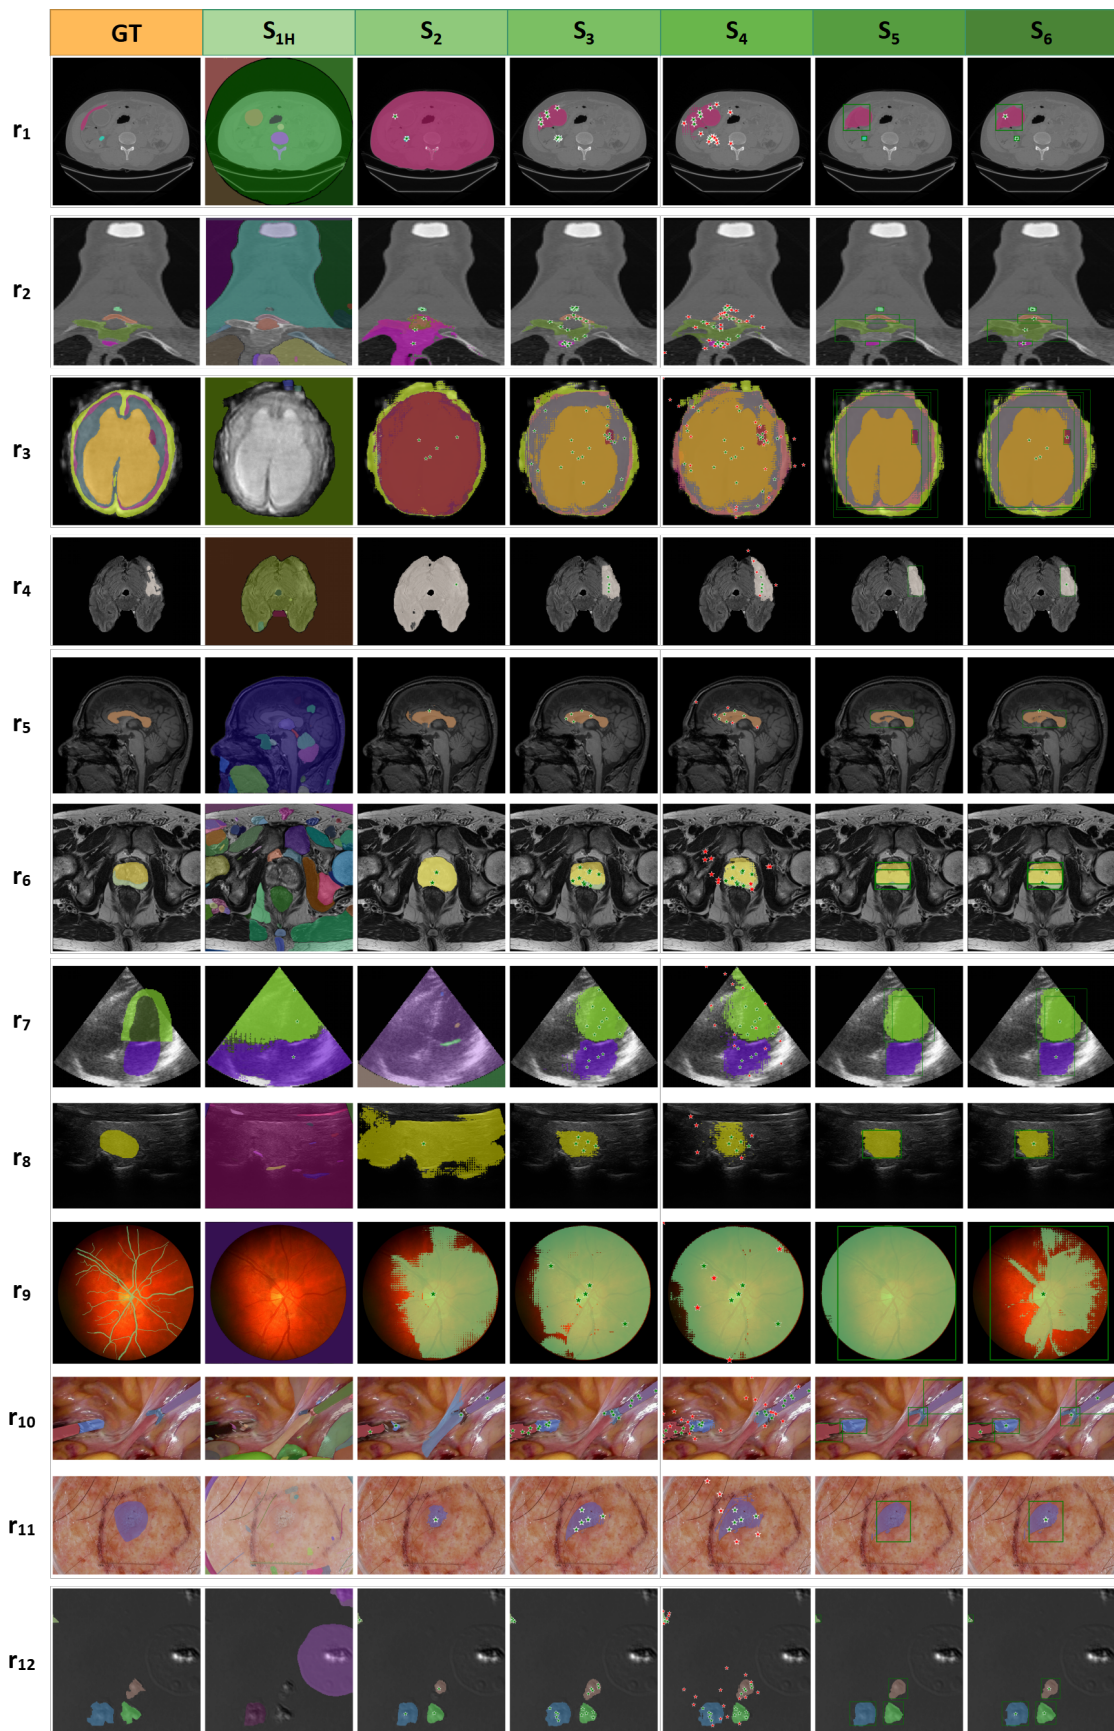 GT S₁H S₂ S₃ S₄ S₅ S₆
r₁
r₂
r₃
r₄
r₅
r₆
r₇
r₈
r₉
r₁₀
r₁₁
r₁₂